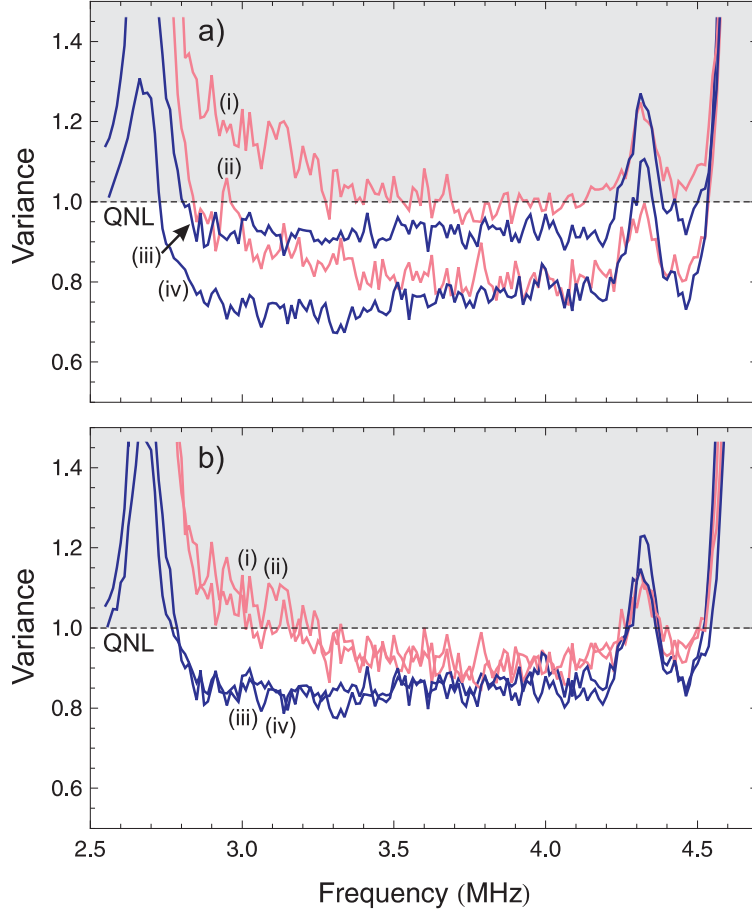 a)
1.4
(i)
1.2
(ii)
1.0
QNL
(iii)
0.8
(iv)
0.6
Variance
b)
1.4
1.2
(i) (ii)
1.0
QNL
0.8
(iii) (iv)
0.6
Variance
2.5 3.0 3.5 4.0 4.5
Frequency (MHz)